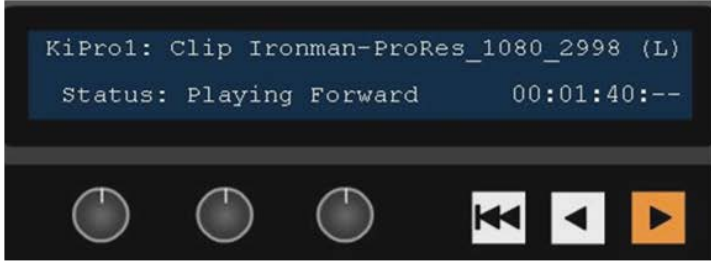 KiPro1: Clip Ironman-ProRes_1080_2998 (L)
Status: Playing Forward 00:01:40:--